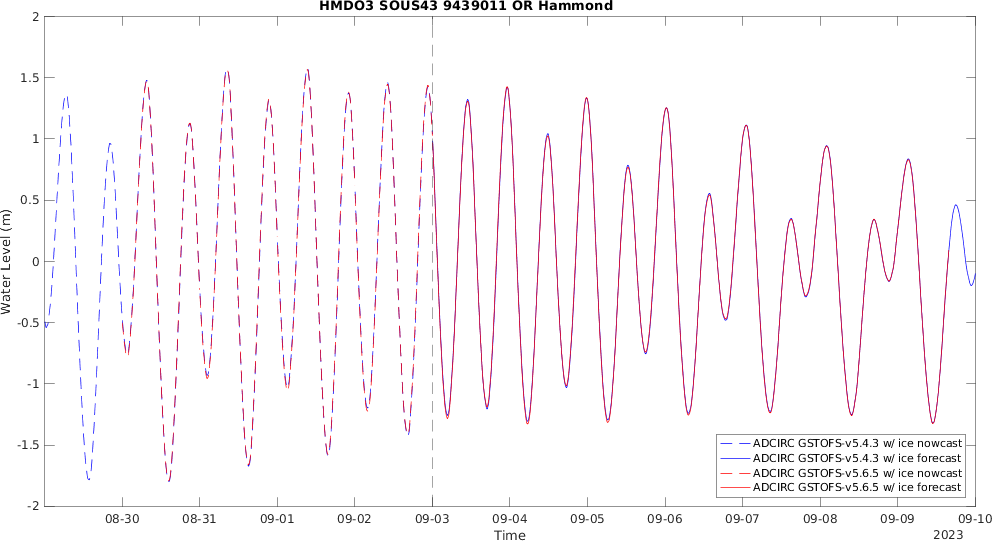 HMDO3 SOUS43 9439011 OR Hammond
2
1.5
1
0.5
0
-0.5
-1
-1.5
-2
Water Level (m)
08-30 08-31 09-01 09-02 09-03 09-04 09-05 09-06 09-07 09-08 09-09 09-10
Time
2023
ADCIRC GSTOFS-v5.4.3 w/ ice nowcast
ADCIRC GSTOFS-v5.4.3 w/ ice forecast
ADCIRC GSTOFS-v5.6.5 w/ ice nowcast
ADCIRC GSTOFS-v5.6.5 w/ ice forecast